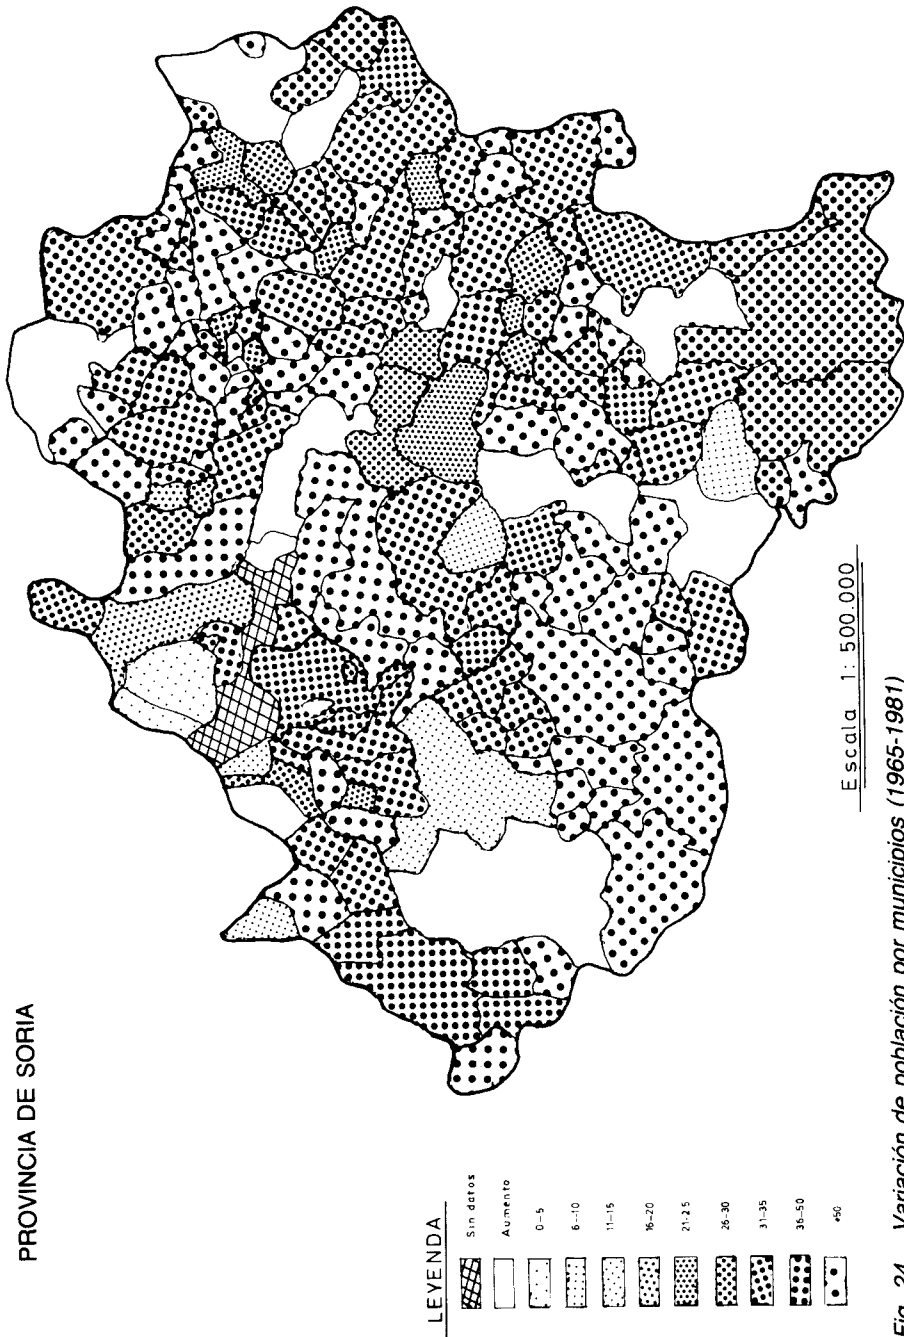 PROVINCIA DE SORIA
LEYENDA
Sin datos
Aumento
0-5
6-10
11-15
16-20
21-25
26-30
31-35
36-50
+50
Escala 1:500.000
Fig. 24. Variación de población por municipios (1965-1981)